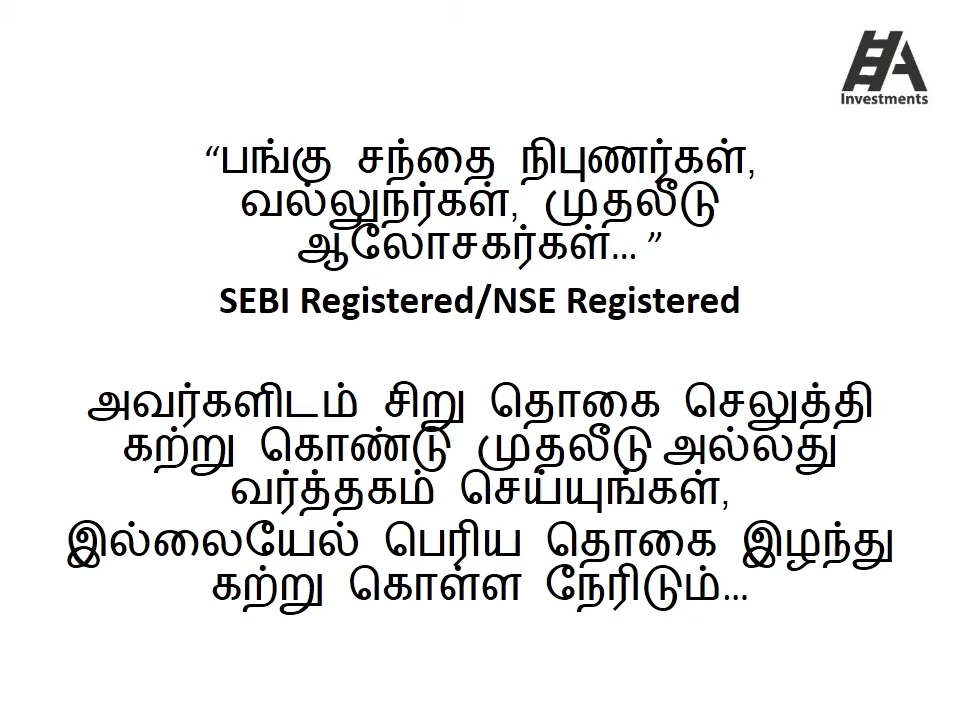 HA
Investments
“பங்கு சந்தை நிபுணர்கள்,
வல்லுநர்கள், முதலீடு
ஆலோசகர்கள்... ”
SEBI Registered/NSE Registered
அவர்களிடம் சிறு தொகை செலுத்தி
கற்று கொண்டு முதலீடு அல்லது
வர்த்தகம் செய்யுங்கள்,
இல்லையேல் பெரிய தொகை இழந்து
கற்று கொள்ள நேரிடும்...